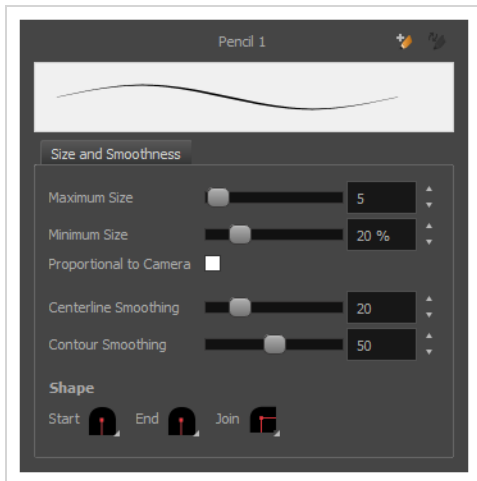 Pencil 1
Size and Smoothness
Maximum Size 5
Minimum Size 20 %
Proportional to Camera
Centerline Smoothing 20
Contour Smoothing 50
Shape
Start End Join